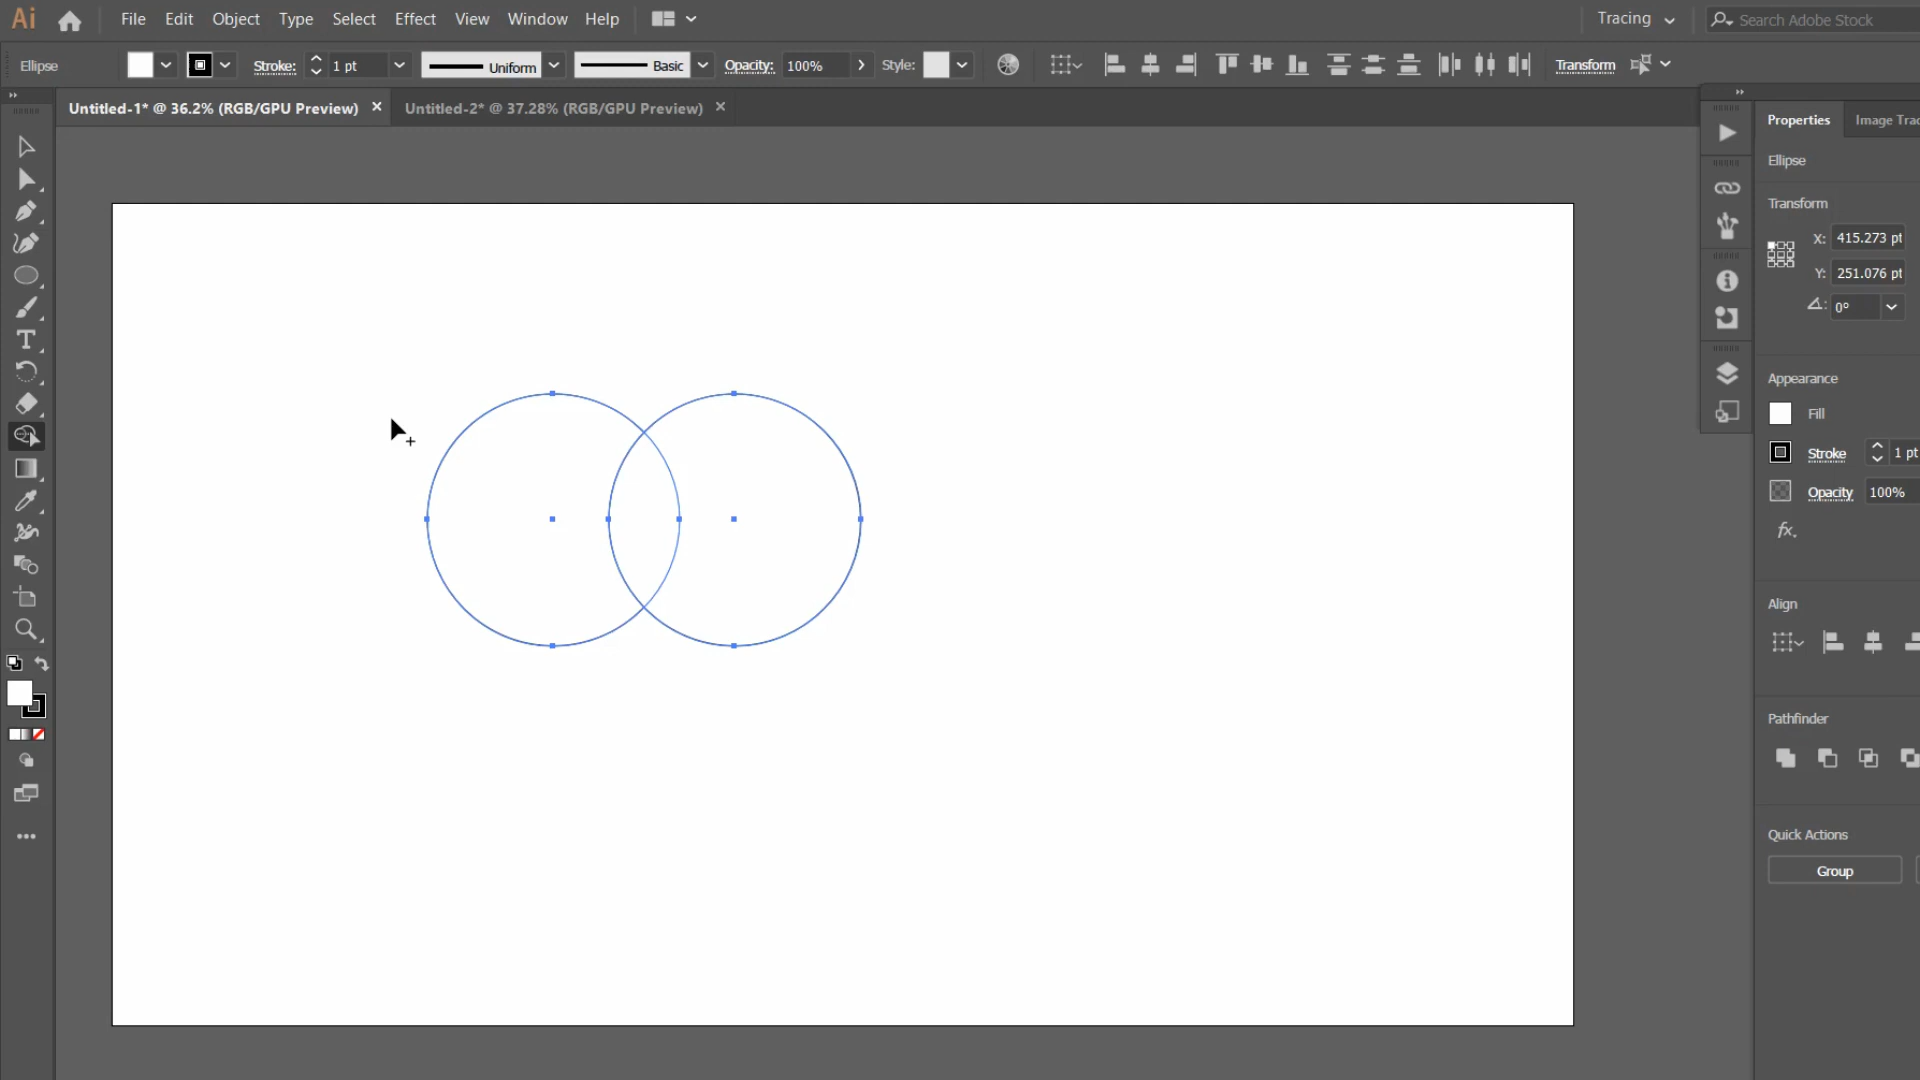 Ai File Edit Object Type Select Effect View Window Help Tracing Search Adobe Stock
Ellipse Stroke: 1 pt Uniform Basic Opacity: 100% Style: Transform
Untitled-1* @ 36.2% (RGB/GPU Preview) × Untitled-2* @ 37.28% (RGB/GPU Preview) ×
Properties Image Trac
Ellipse
Transform
X: 415.273 pt
Y: 251.076 pt
0°
Appearance
Fill
Stroke 1 pt
Opacity 100%
fx.
Align
Pathfinder
Quick Actions
Group